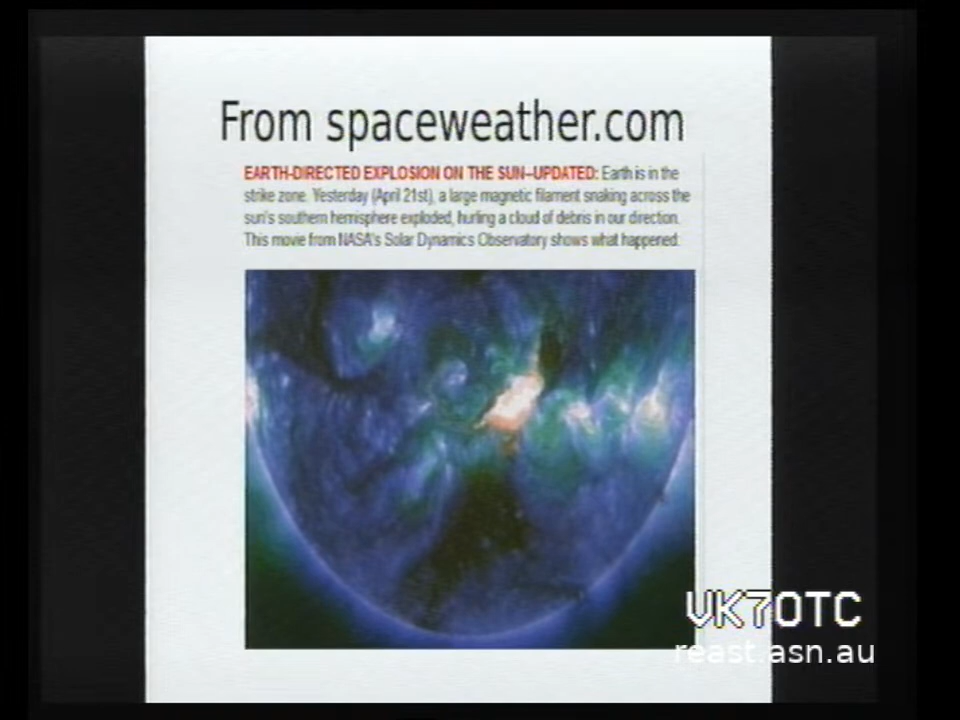 From spaceweather.com
EARTH-DIRECTED EXPLOSION ON THE SUN--UPDATED: Earth is in the
strike zone. Yesterday (April 21st), a large magnetic filament snaking across the
sun's southern hemisphere exploded, hurling a cloud of debris in our direction.
This movie from NASA's Solar Dynamics Observatory shows what happened:
VK7OTC
reast.asn.au